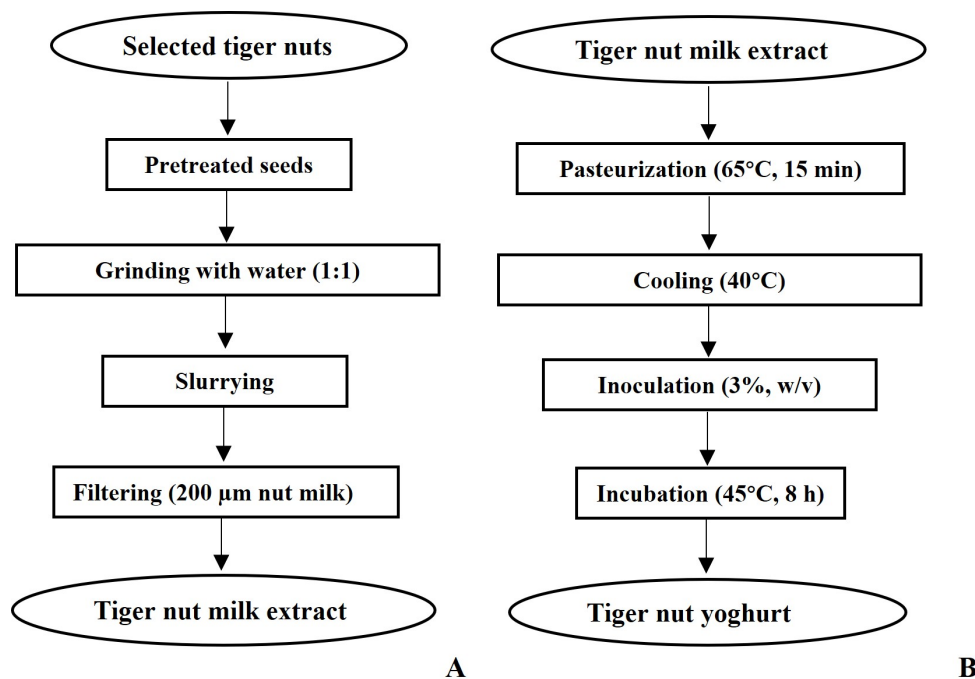 Selected tiger nuts
Pretreated seeds
Grinding with water (1:1)
Slurrying
Filtering (200 µm nut milk)
Tiger nut milk extract
A
Tiger nut milk extract
Pasteurization (65°C, 15 min)
Cooling (40°C)
Inoculation (3%, w/v)
Incubation (45°C, 8 h)
Tiger nut yoghurt
B